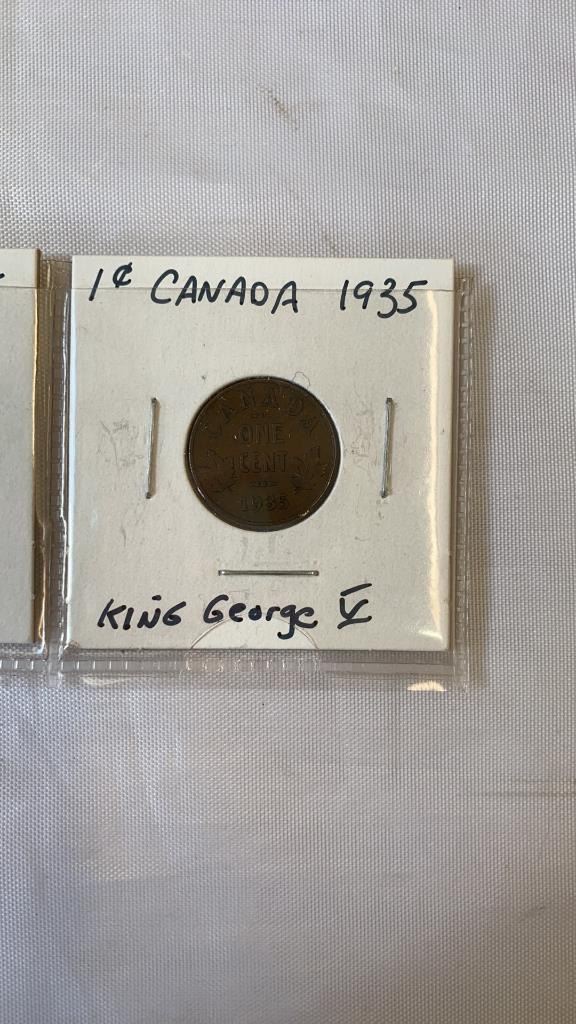 1¢ CANADA 1935
CANADA
ONE
CENT
1935
KING George V